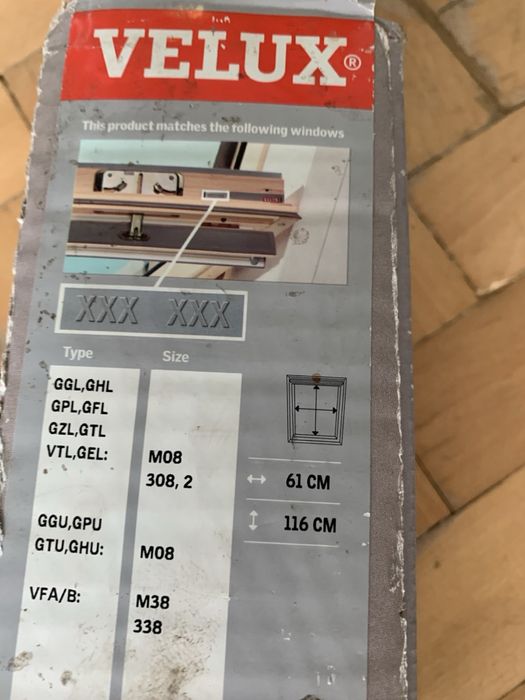 VELUX®
This product matches the following windows
XXX XXX
Type Size
GGL,GHL
GPL,GFL
GZL,GTL
VTL,GEL: M08
308, 2
61 CM
GGU,GPU
GTU,GHU: M08
116 CM
VFA/B: M38
338